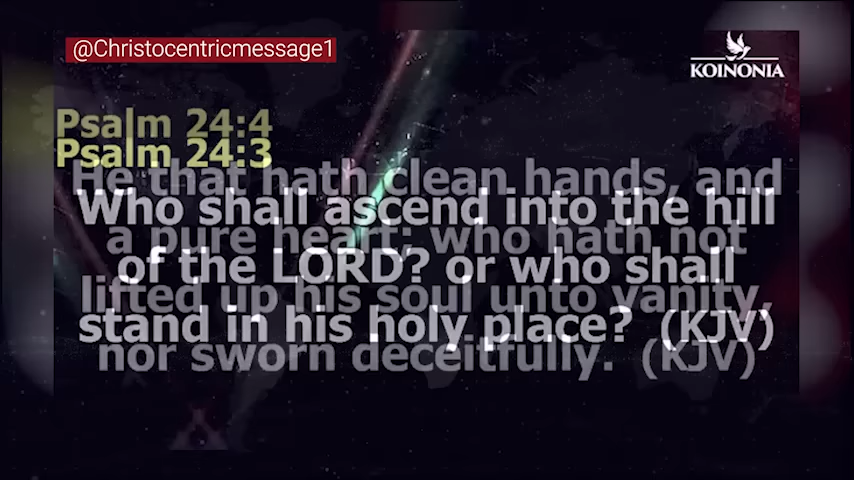 @Christocentricmessage1
KOINONIA
Psalm 24:4
Psalm 24:3
He that hath clean hands, and
Who shall ascend into the hill
a pure heart; who hath not
of the LORD? or who shall
lifted up his soul unto vanity,
stand in his holy place? (KJV)
nor sworn deceitfully. (KJV)